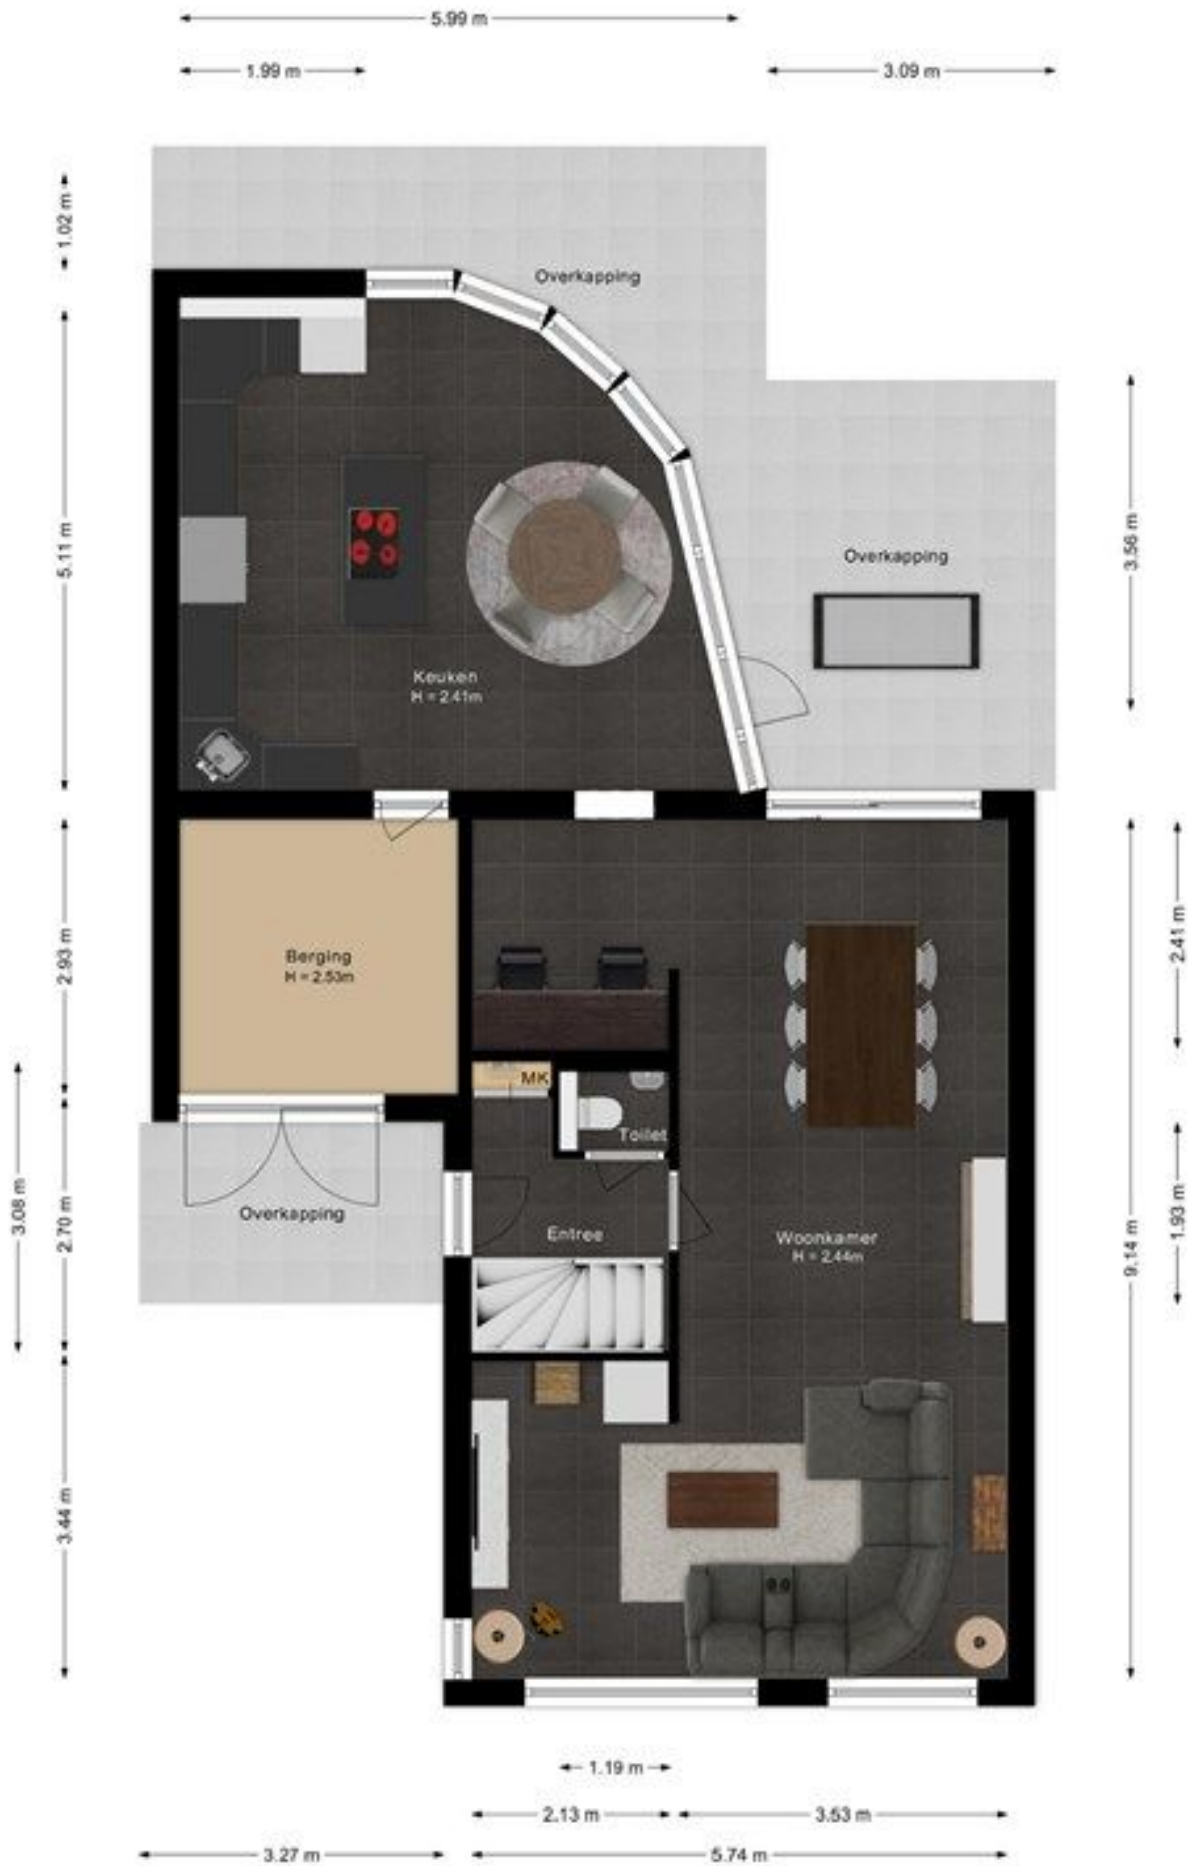 5.99 m
1.99 m
3.09 m
1.02 m
Overkapping
5.11 m
3.56 m
Overkapping
Keuken
H = 2.41m
2.93 m
2.41 m
Berging
H = 2.53m
MK
Toilet
3.08 m
2.70 m
Overkapping
Entree
Woonkamer
H = 2.44m
1.93 m
9.14 m
3.44 m
1.19 m
2.13 m
3.53 m
3.27 m
5.74 m